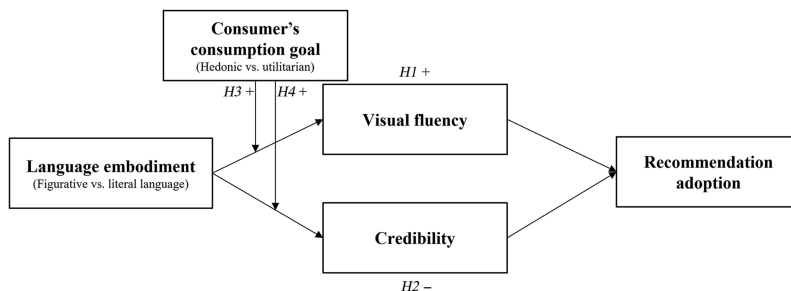 Consumer's
consumption goal
(Hedonic vs. utilitarian)
H1 +
H3 +
H4 +
Visual fluency
Language embodiment
(Figurative vs. literal language)
Recommendation
adoption
Credibility
H2 –